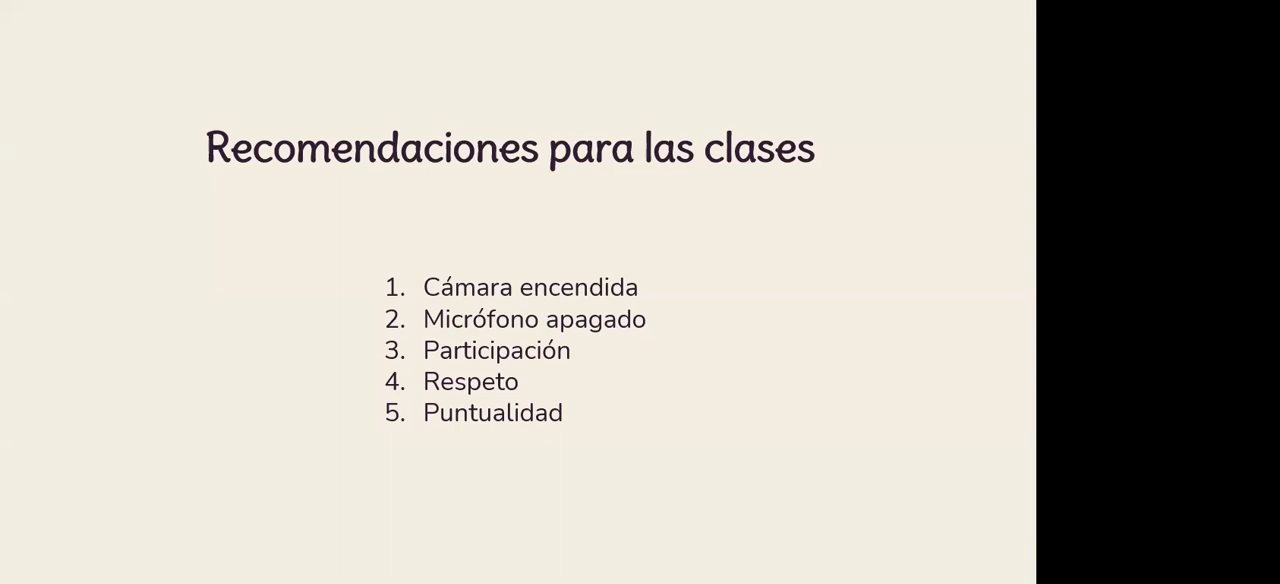 Recomendaciones para las clases
1. Cámara encendida
2. Micrófono apagado
3. Participación
4. Respeto
5. Puntualidad